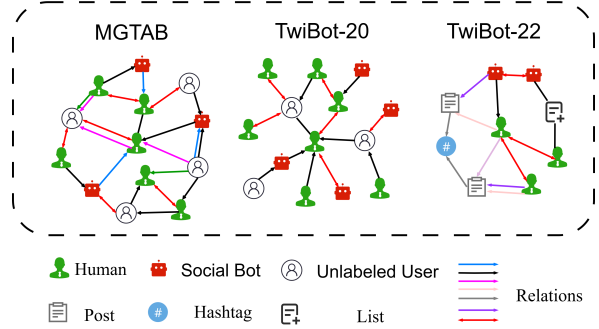 MGTAB TwiBot-20 TwiBot-22
#
#
Human Social Bot Unlabeled User
Post Hashtag List Relations